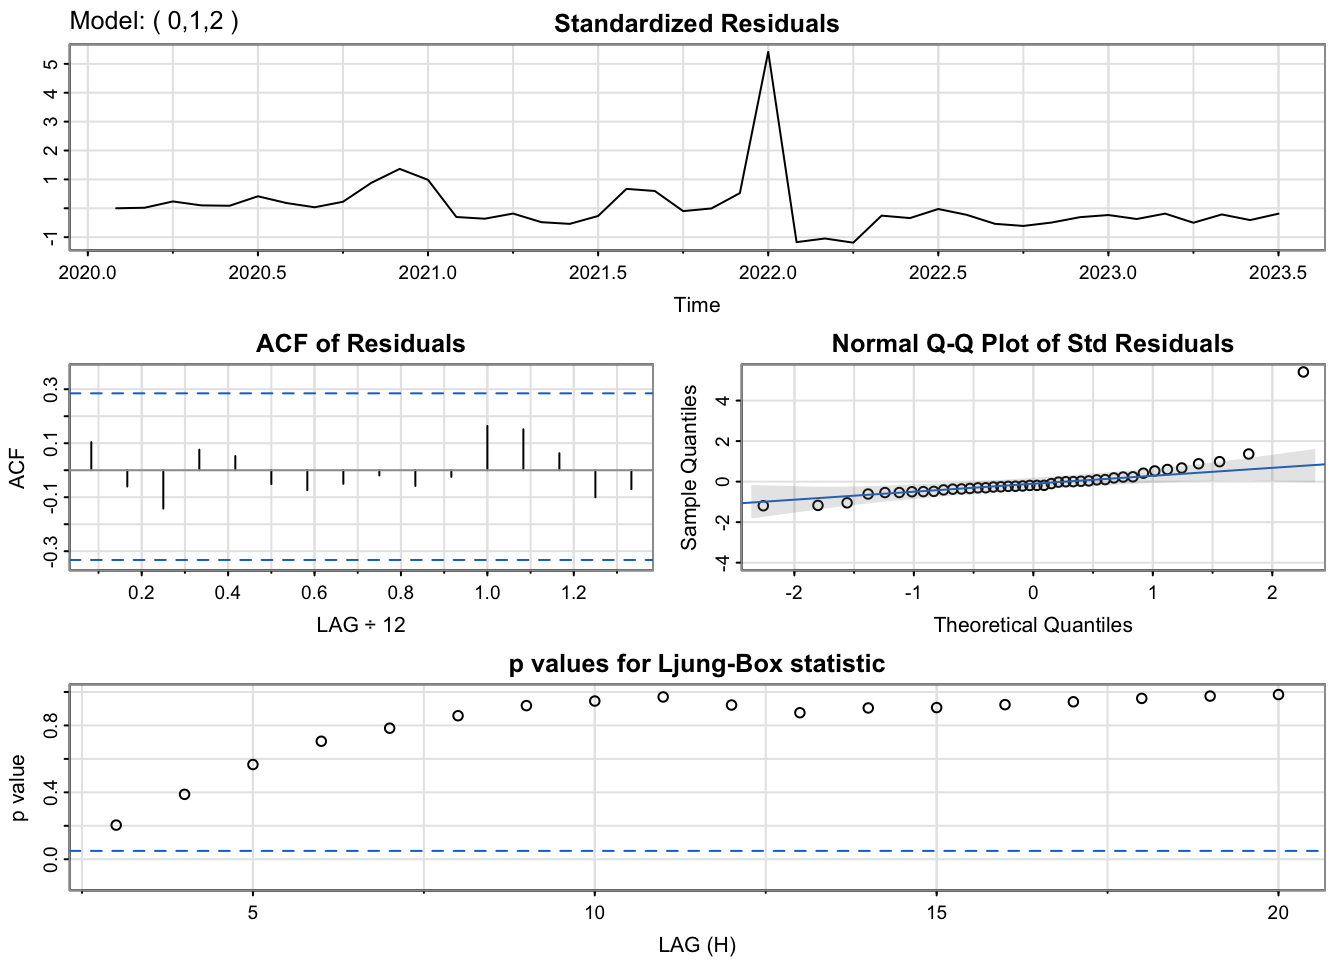 Model: ( 0,1,2 )
Standardized Residuals
5
4
3
2
1
-1
2020.0 2020.5 2021.0 2021.5 2022.0 2022.5 2023.0 2023.5
Time
ACF of Residuals
ACF
0.3
0.1
-0.1
-0.3
0.2 0.4 0.6 0.8 1.0 1.2
LAG ÷ 12
Normal Q-Q Plot of Std Residuals
Sample Quantiles
4
2
0
-2
-4
-2 -1 0 1 2
Theoretical Quantiles
p values for Ljung-Box statistic
p value
0.8
0.4
0.0
5 10 15 20
LAG (H)